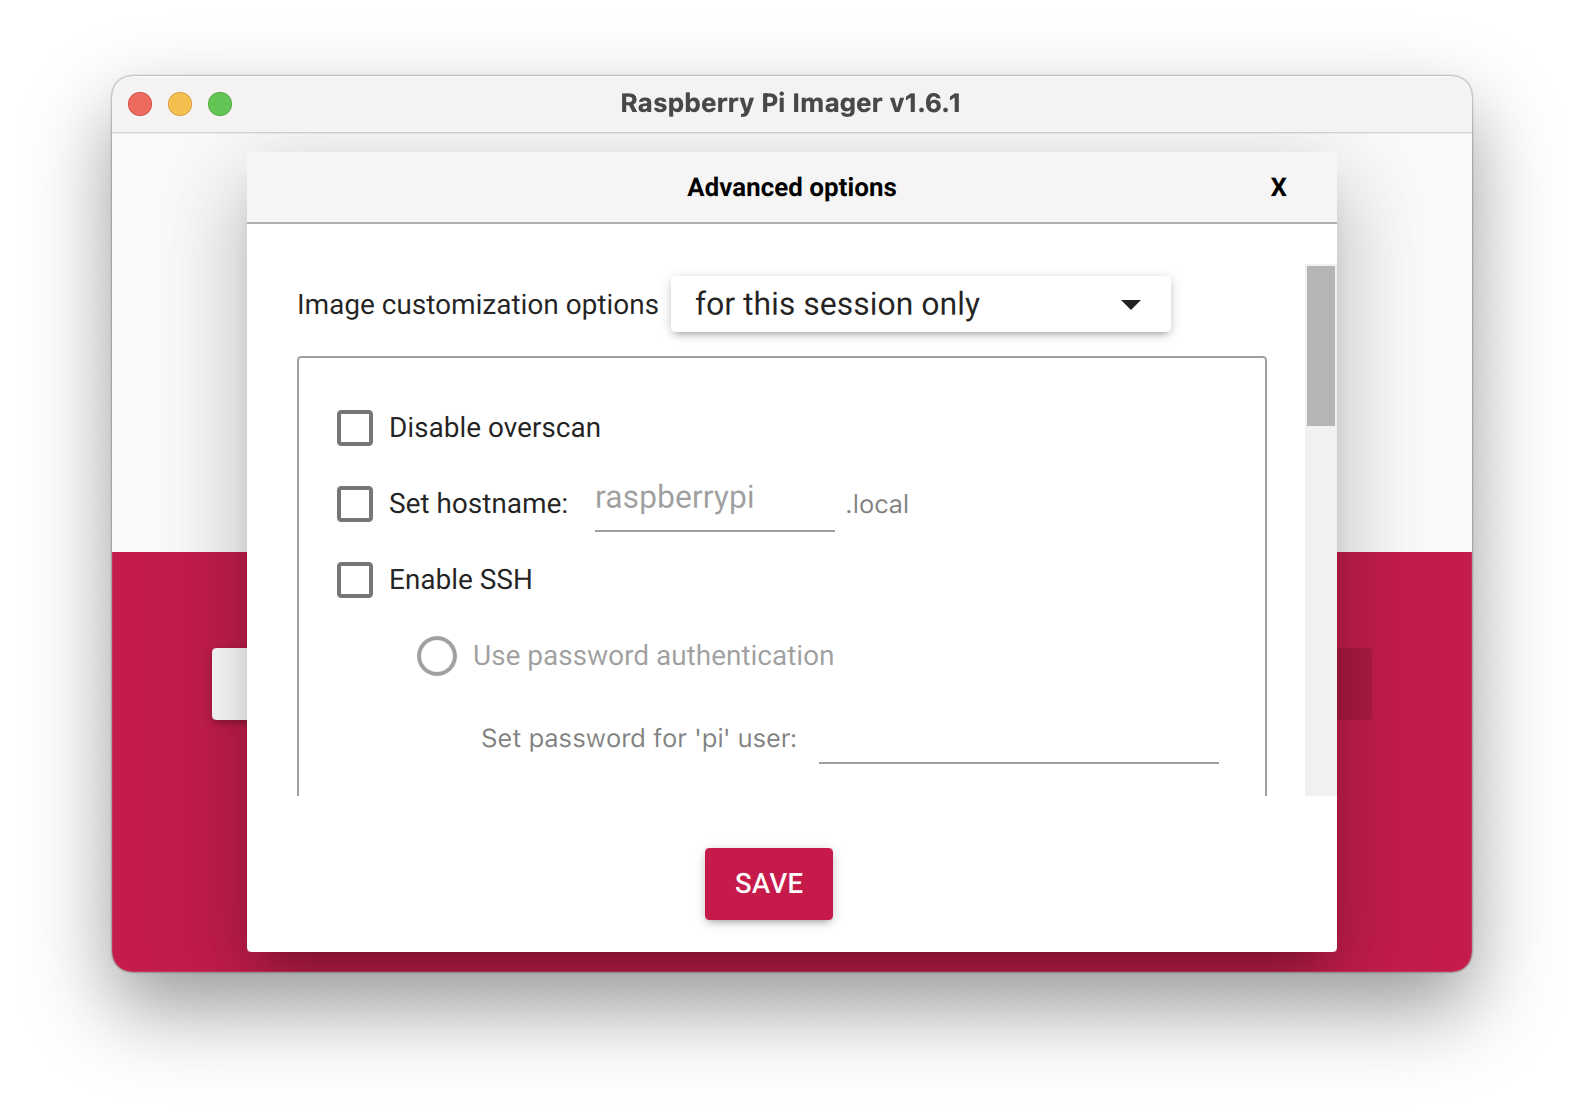 Raspberry Pi Imager v1.6.1
Advanced options X
Image customization options for this session only
Disable overscan
Set hostname: raspberrypi .local
Enable SSH
Use password authentication
Set password for 'pi' user:
SAVE